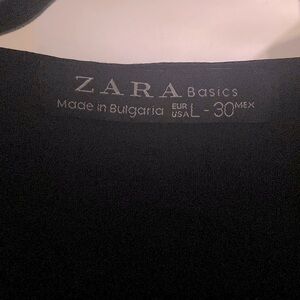 ZARA Basics
Made in Bulgaria EUR USA L - 30 MEX